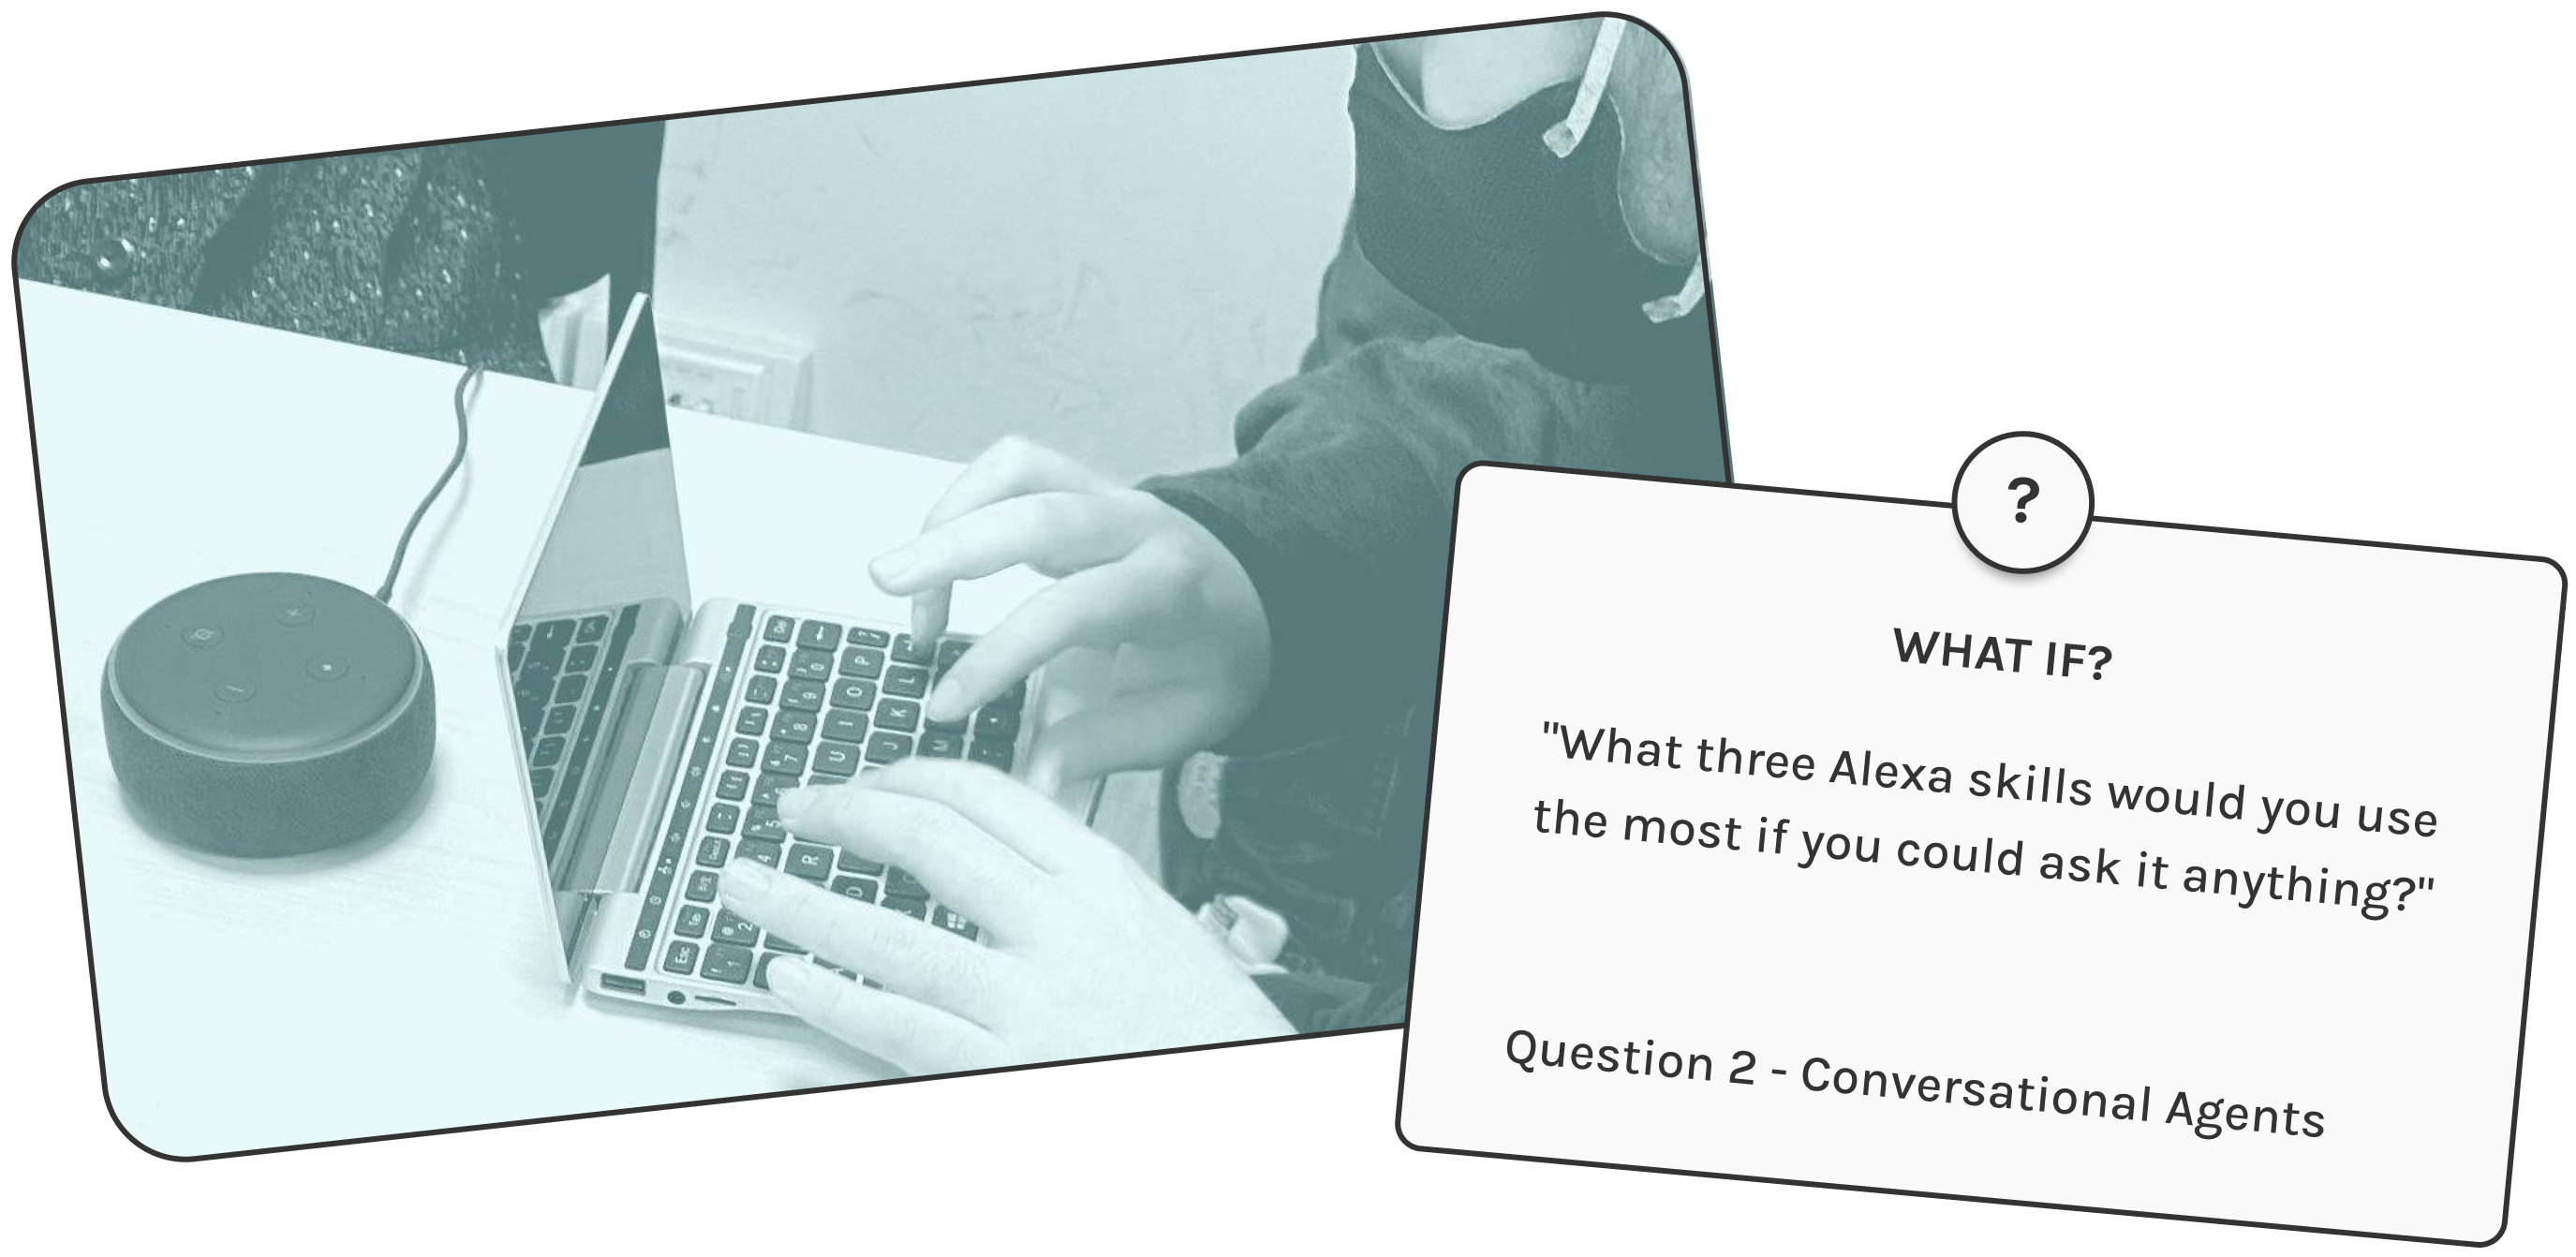 ?
WHAT IF?
"What three Alexa skills would you use
the most if you could ask it anything?"
Question 2 - Conversational Agents